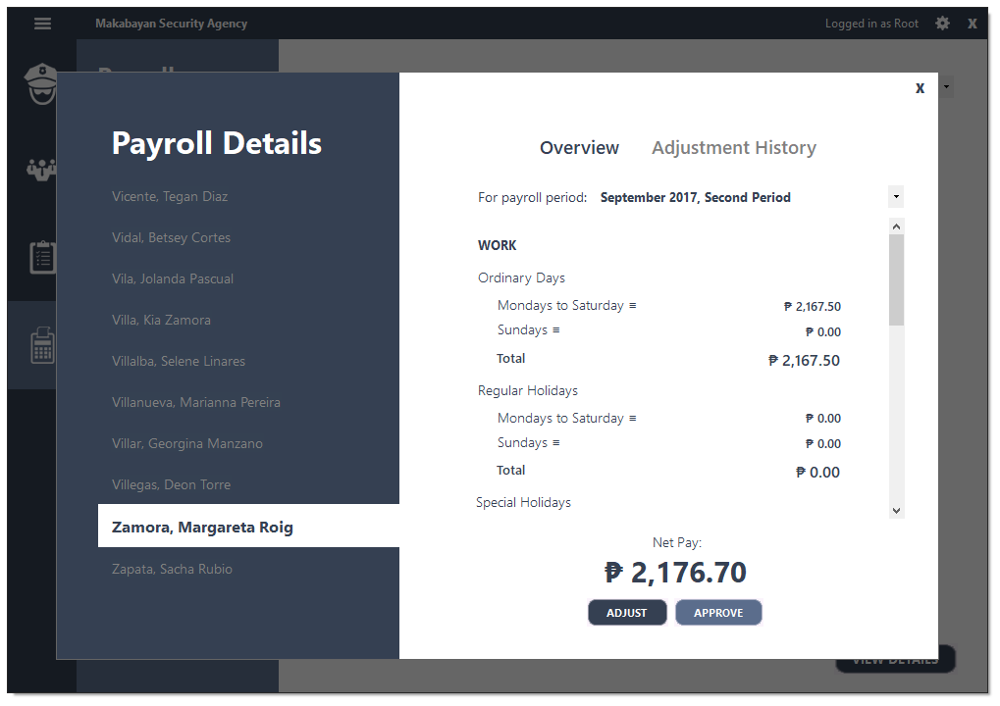 Makabayan Security Agency
Logged in as Root
X
X
Payroll Details
Vicente, Tegan Diaz
Vidal, Betsey Cortes
Vila, Jolanda Pascual
Villa, Kia Zamora
Villalba, Selene Linares
Villanueva, Marianna Pereira
Villar, Georgina Manzano
Villegas, Deon Torre
Zamora, Margareta Roig
Zapata, Sacha Rubio
Overview Adjustment History
For payroll period: September 2017, Second Period
WORK
Ordinary Days
Mondays to Saturday ≡ ₱ 2,167.50
Sundays ≡ ₱ 0.00
Total ₱ 2,167.50
Regular Holidays
Mondays to Saturday ≡ ₱ 0.00
Sundays ≡ ₱ 0.00
Total ₱ 0.00
Special Holidays
Net Pay:
₱ 2,176.70
ADJUST APPROVE
VIEW DETAILS